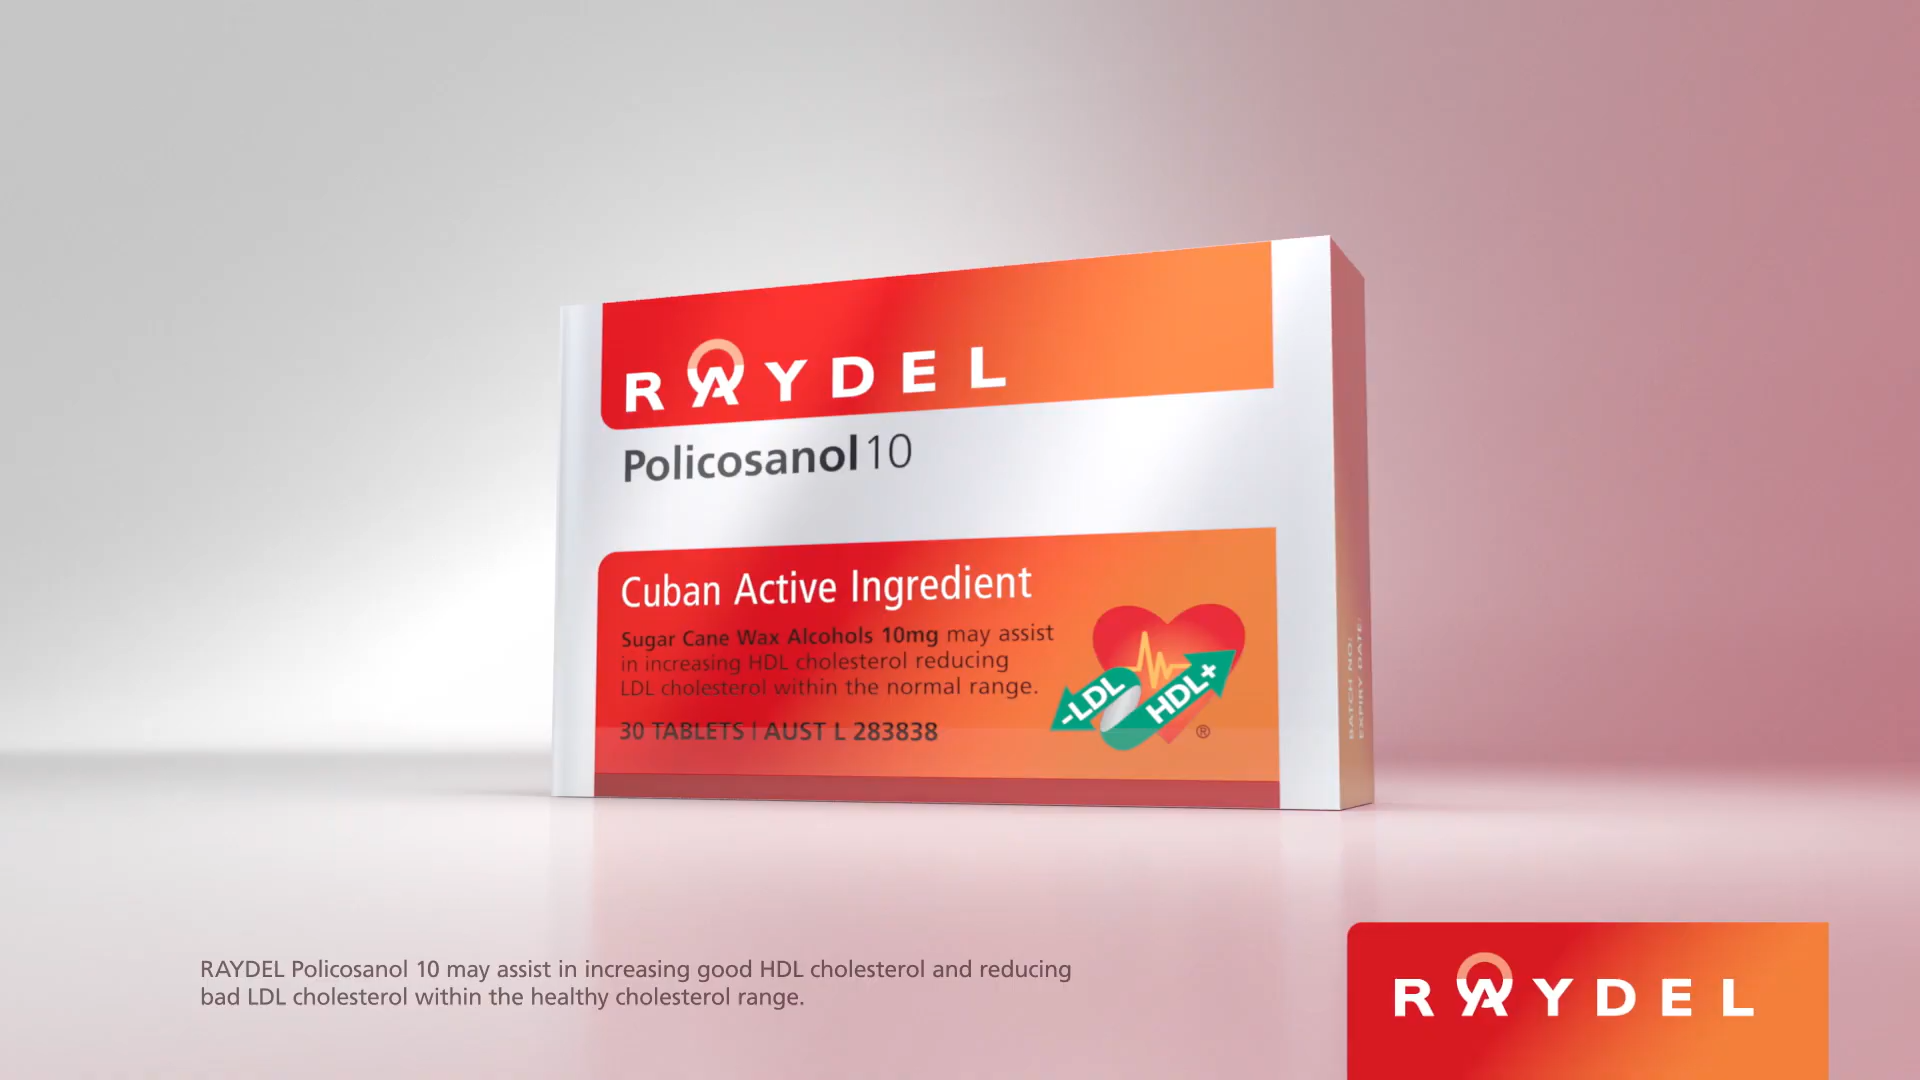 RAYDEL
Policosanol 10
Cuban Active Ingredient
Sugar Cane Wax Alcohols 10mg may assist
in increasing HDL cholesterol reducing
LDL cholesterol within the normal range.
30 TABLETS | AUST L 283838
-LDL
HDL+
®
BATCH NO:
EXPIRY DATE:
RAYDEL Policosanol 10 may assist in increasing good HDL cholesterol and reducing
bad LDL cholesterol within the healthy cholesterol range.
RAYDEL